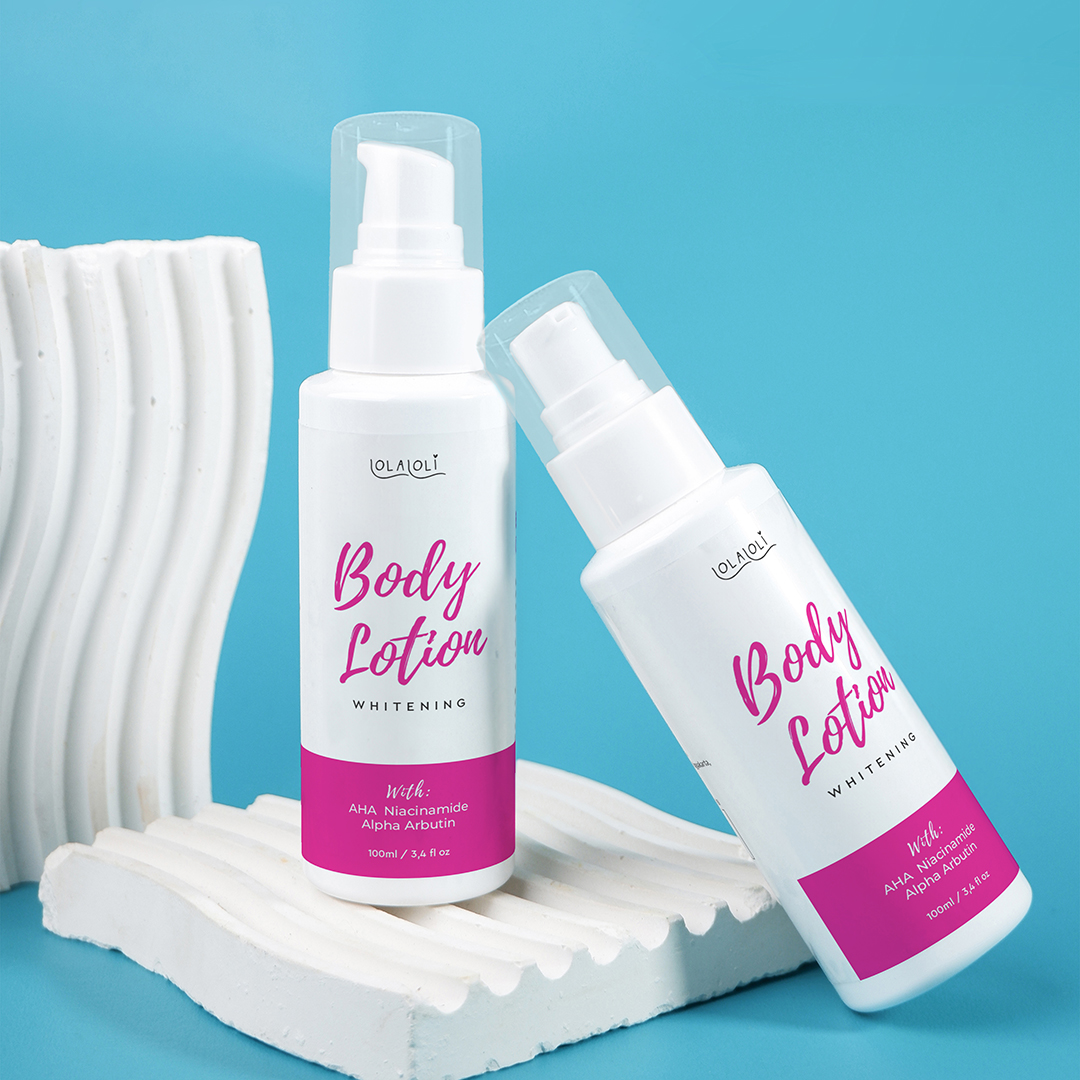 LOLALOLI
Body
Lotion
WHITENING
With:
AHA Niacinamide
Alpha Arbutin
100ml / 3,4 fl oz
LOLALOLI
Body
Lotion
WHITENING
With:
AHA Niacinamide
Alpha Arbutin
100ml / 3,4 fl oz